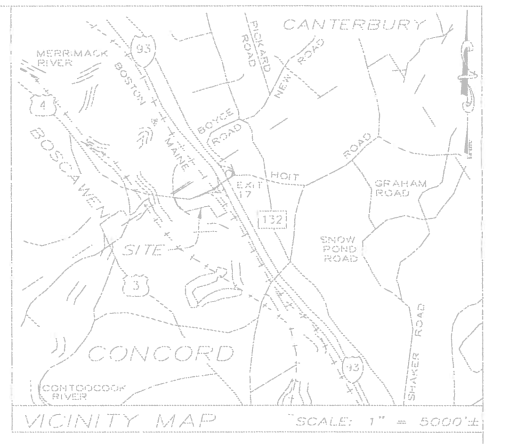 CANTERBURY
93
PICKARD
ROAD
NEW ROAD
MERRIMACK
RIVER
BOSTON
MAINE
4
BOSCAWEN
BOYCE
ROAD
HOIT
ROAD
EXIT
17
GRAHAM
ROAD
132
SNOW
POND
ROAD
SITE
3
SHAKER ROAD
CONCORD
93
CONTOOCOOK
RIVER
VICINITY MAP
SCALE: 1" = 5000'±